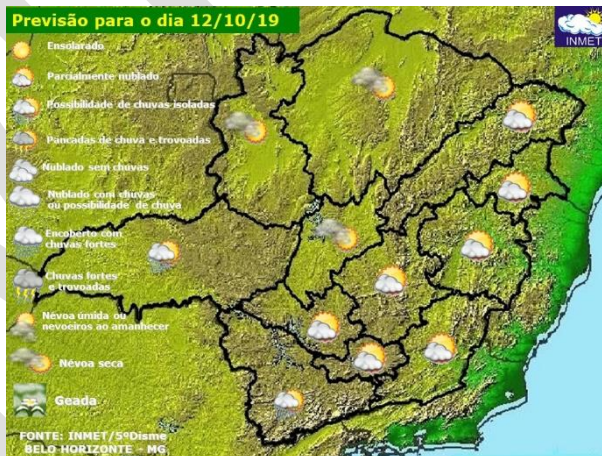 Previsão para o dia 12/10/19
INMET
Ensolarado
Parcialmente nublado
Possibilidade de chuvas isoladas
Pancadas de chuva e trovoadas
Nublado sem chuvas
Nublado com chuvas
ou possibilidade de chuva
Encoberto com
chuvas fortes
Chuvas fortes
e trovoadas
Névoa úmida ou
nevoeiros ao amanhecer
Névoa seca
Geada
FONTE: INMET/5ºDisme
BELO HORIZONTE - MG